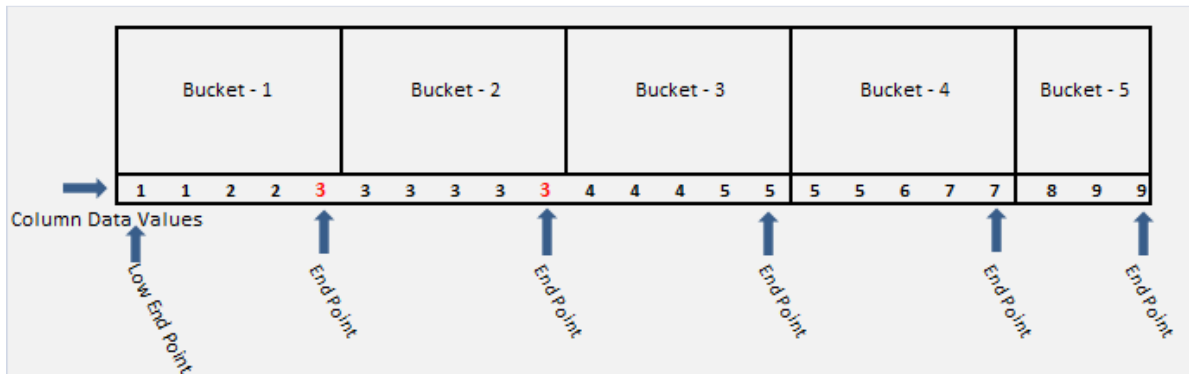 Bucket - 1 Bucket - 2 Bucket - 3 Bucket - 4 Bucket - 5
1 1 2 2 3 3 3 3 3 3 4 4 4 5 5 5 5 6 7 7 8 9 9
Column Data Values
Low End Point
End Point
End Point
End Point
End Point
End Point